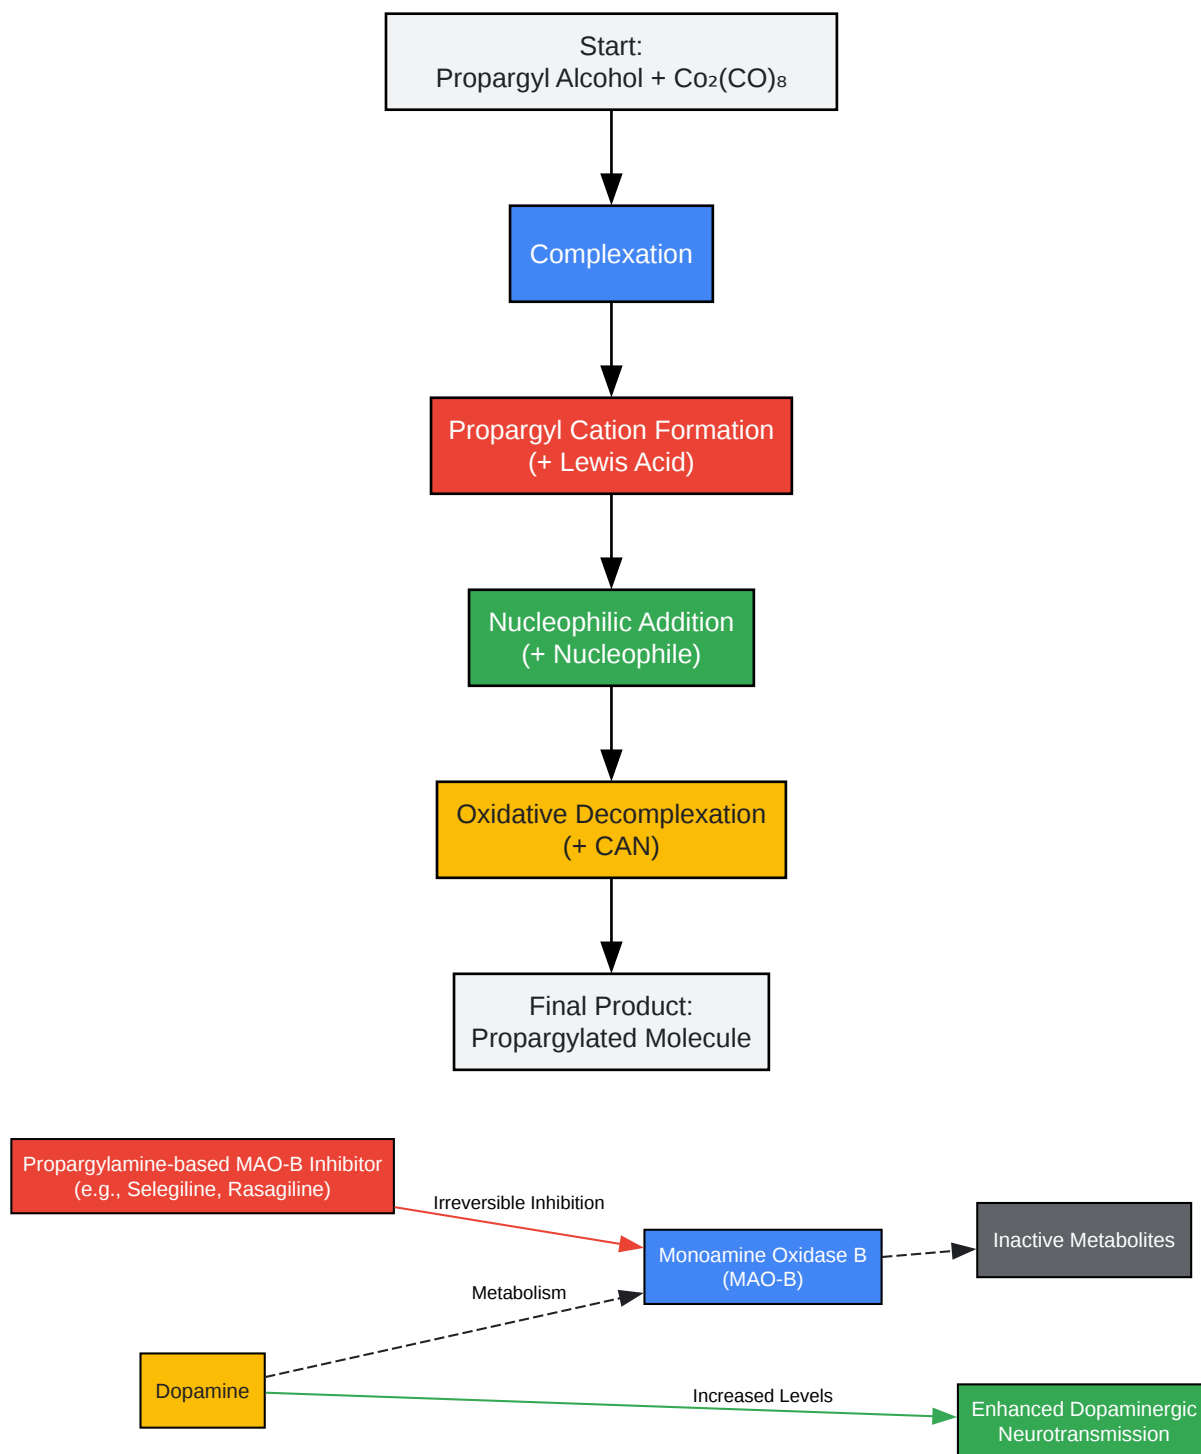 Start:
Propargyl Alcohol + Co₂(CO)₈
Complexation
Propargyl Cation Formation
(+ Lewis Acid)
Nucleophilic Addition
(+ Nucleophile)
Oxidative Decomplexation
(+ CAN)
Final Product:
Propargylated Molecule
Propargylamine-based MAO-B Inhibitor
(e.g., Selegiline, Rasagiline)
Irreversible Inhibition
Monoamine Oxidase B
(MAO-B)
Inactive Metabolites
Metabolism
Dopamine
Increased Levels
Enhanced Dopaminergic
Neurotransmission